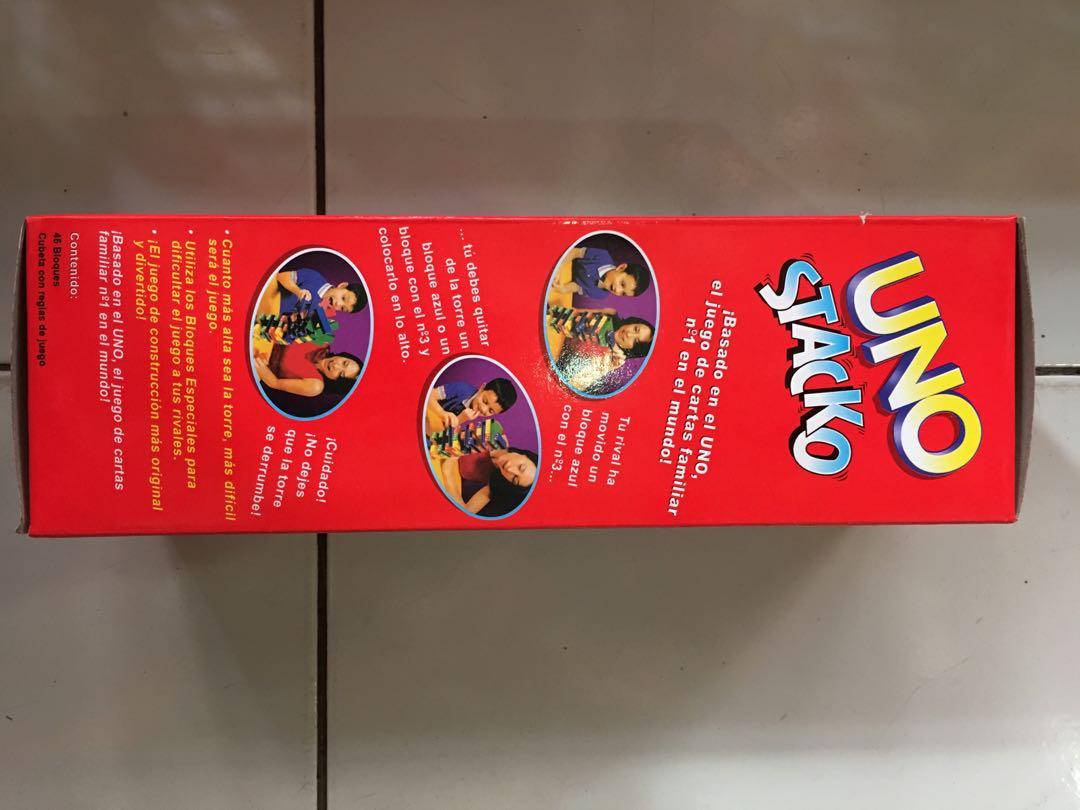 UNO
STACKO
¡Basado en el UNO,
el juego de cartas familiar
nº1 en el mundo!
Tu rival ha
movido un
bloque azul
con el nº3...
... tú debes quitar
de la torre un
bloque azul o un
bloque con el nº3 y
colocarlo en lo alto.
¡Cuidado!
¡No dejes
que la torre
se derrumbe!
• Cuanto más alta sea la torre, más difícil
será el juego.
• Utiliza los Bloques Especiales para
dificultar el juego a tus rivales.
• ¡El juego de construcción más original
y divertido!
¡Basado en el UNO, el juego de cartas
familiar nº1 en el mundo!
Contenido:
45 Bloques
Cubeta con reglas de juego